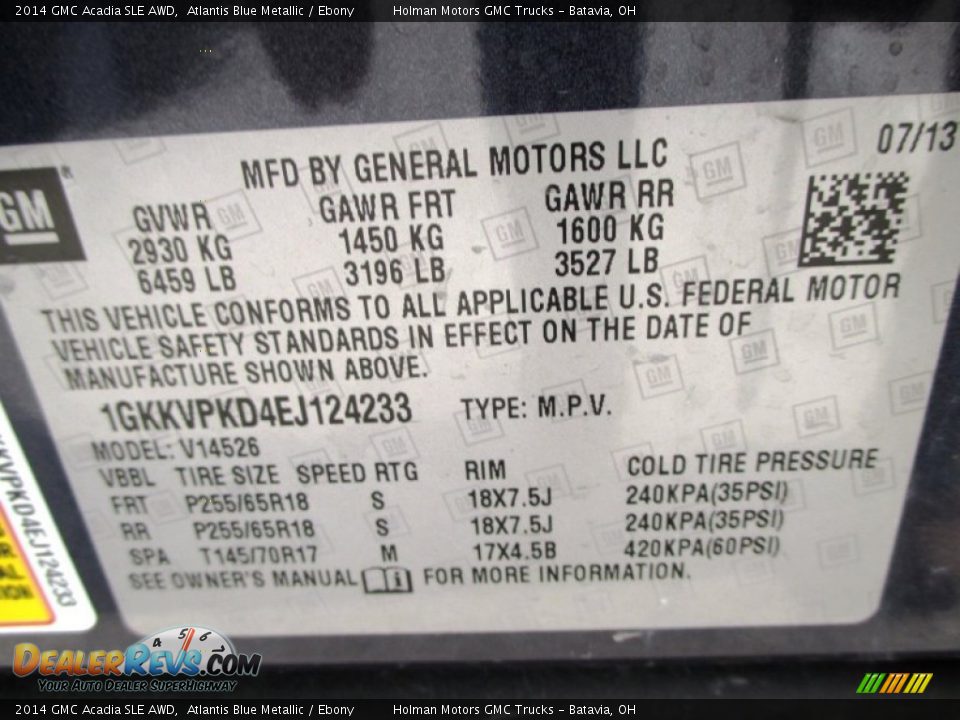 2014 GMC Acadia SLE AWD, Atlantis Blue Metallic / Ebony Holman Motors GMC Trucks - Batavia, OH
07/13
MFD BY GENERAL MOTORS LLC
GM
GVWR GAWR FRT GAWR RR
2930 KG 1450 KG 1600 KG
6459 LB 3196 LB 3527 LB
THIS VEHICLE CONFORMS TO ALL APPLICABLE U.S. FEDERAL MOTOR
VEHICLE SAFETY STANDARDS IN EFFECT ON THE DATE OF
MANUFACTURE SHOWN ABOVE.
1GKKVPKD4EJ124233 TYPE: M.P.V.
MODEL: V14526
VBBL TIRE SIZE SPEED RTG RIM COLD TIRE PRESSURE
FRT P255/65R18 S 18X7.5J 240KPA(35PSI)
RR P255/65R18 S 18X7.5J 240KPA(35PSI)
SPA T145/70R17 M 17X4.5B 420KPA(60PSI)
SEE OWNER'S MANUAL FOR MORE INFORMATION.
KVPKD4EJ124233
4 5 6 7
DealerRevs.com
Your Auto Dealer SuperHighway
2014 GMC Acadia SLE AWD, Atlantis Blue Metallic / Ebony Holman Motors GMC Trucks - Batavia, OH